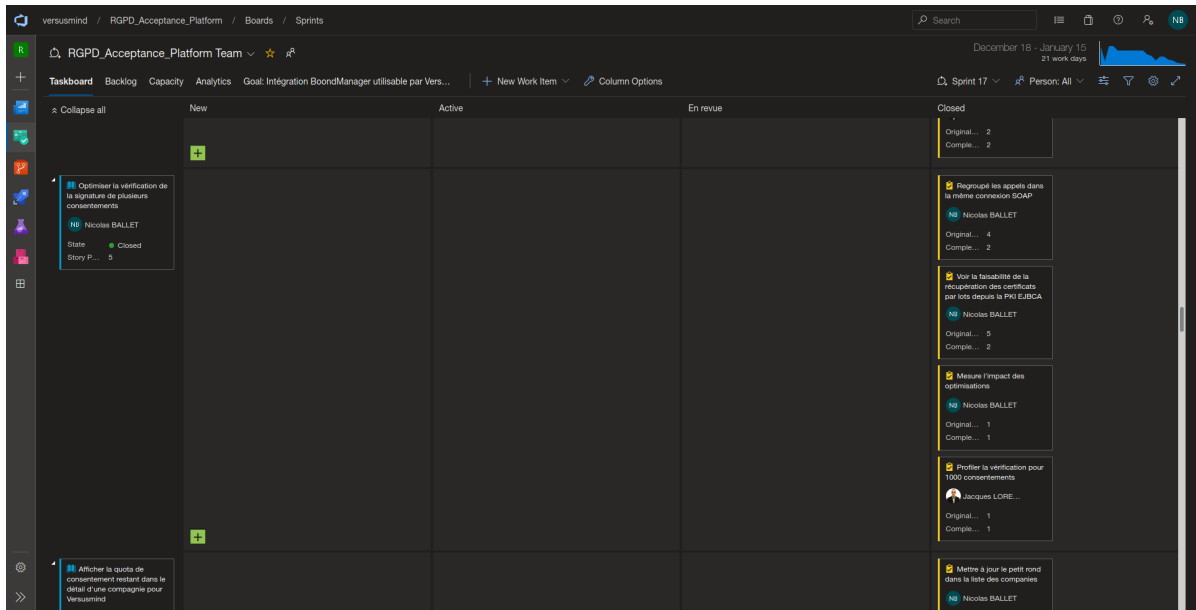 versusmind / RGPD_Acceptance_Platform / Boards / Sprints
Search
NB
R
RGPD_Acceptance_Platform Team
December 18 - January 15
21 work days
Taskboard Backlog Capacity Analytics Goal: Intégration BoondManager utilisable par Vers... New Work Item Column Options
Sprint 17 Person: All
Collapse all
New
Active
En revue
Closed
Original... 2
Comple... 2
Optimiser la vérification de
la signature de plusieurs
consentements
NB Nicolas BALLET
State Closed
Story P... 5
Regroupé les appels dans
la même connexion SOAP
NB Nicolas BALLET
Original... 4
Comple... 2
Voir la faisabilité de la
récupération des certificats
par lots depuis la PKI EJBCA
NB Nicolas BALLET
Original... 5
Comple... 2
Mesure l'impact des
optimisations
NB Nicolas BALLET
Original... 1
Comple... 1
Profiler la vérification pour
1000 consentements
Jacques LORE...
Original... 1
Comple... 1
Afficher la quota de
consentement restant dans le
détail d'une compagnie pour
Versusmind
Mettre à jour le petit rond
dans la liste des companies
NB Nicolas BALLET